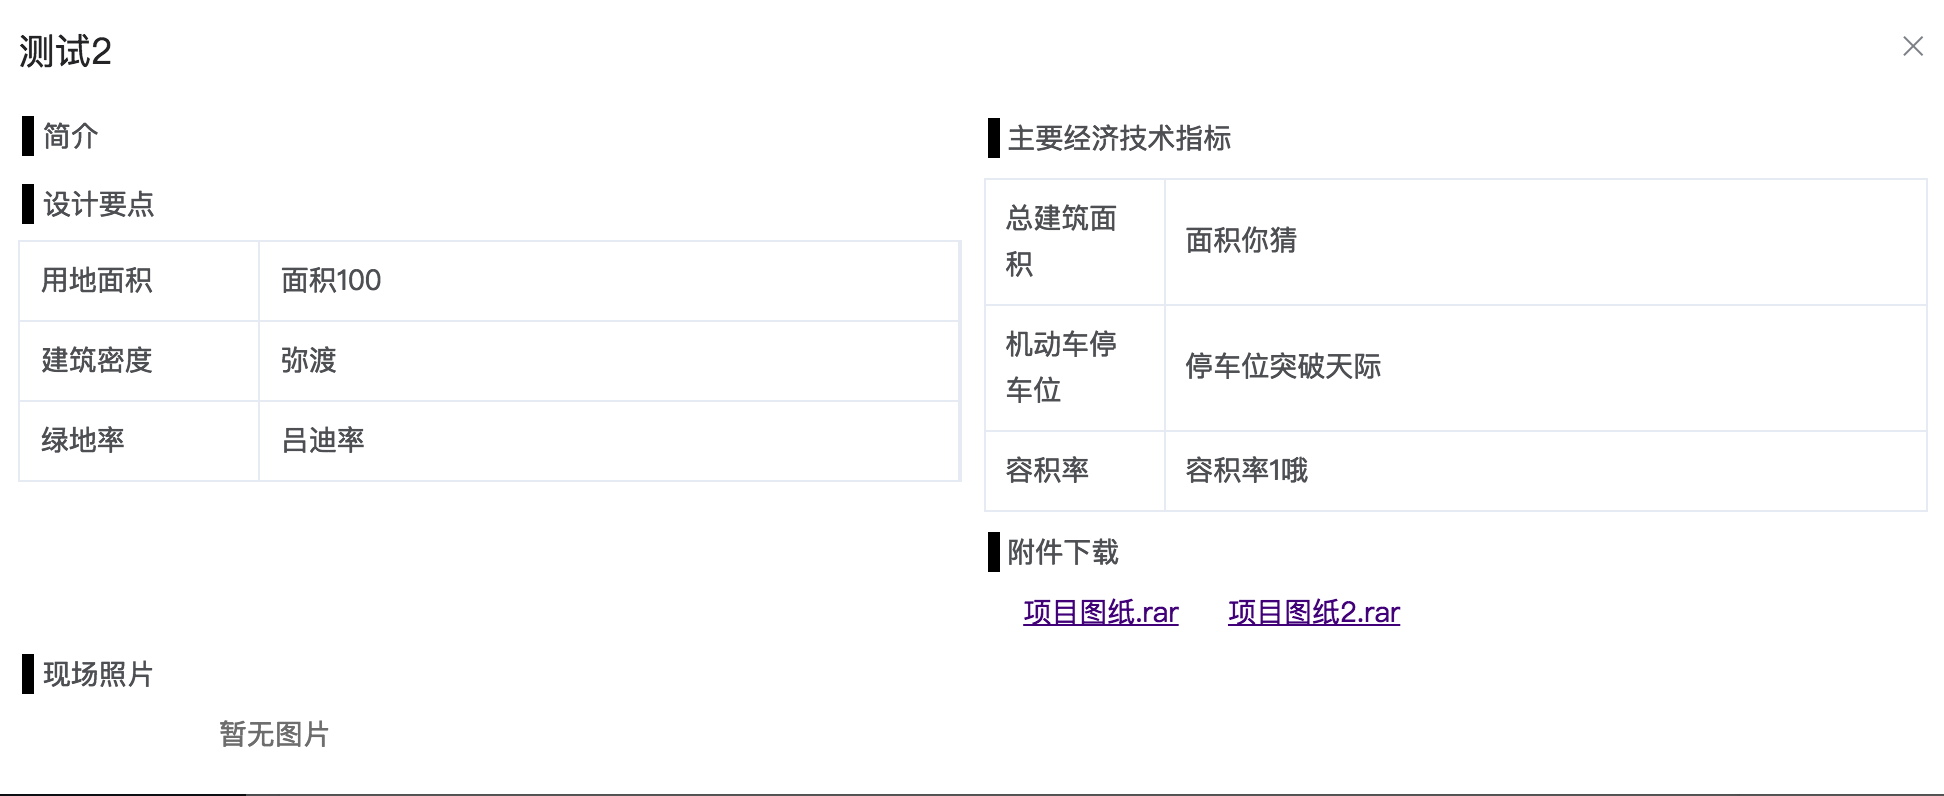 测试2
简介
设计要点
用地面积 面积100
建筑密度 弥渡
绿地率 吕迪率
主要经济技术指标
总建筑面
积
面积你猜
机动车停
车位
停车位突破天际
容积率 容积率1哦
附件下载
项目图纸.rar 项目图纸2.rar
现场照片
暂无图片